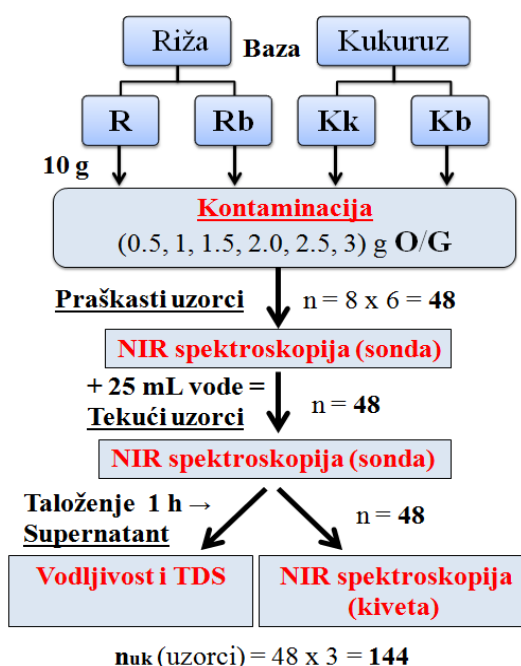 Riža Baza Kukuruz
R Rb Kk Kb
10 g
Kontaminacija
(0.5, 1, 1.5, 2.0, 2.5, 3) g O/G
Praškasti uzorci n = 8 x 6 = 48
NIR spektroskopija (sonda)
+ 25 mL vode =
Tekući uzorci n = 48
NIR spektroskopija (sonda)
Taloženje 1 h →
Supernatant n = 48
Vodljivost i TDS NIR spektroskopija
(kiveta)
nuk (uzorci) = 48 x 3 = 144